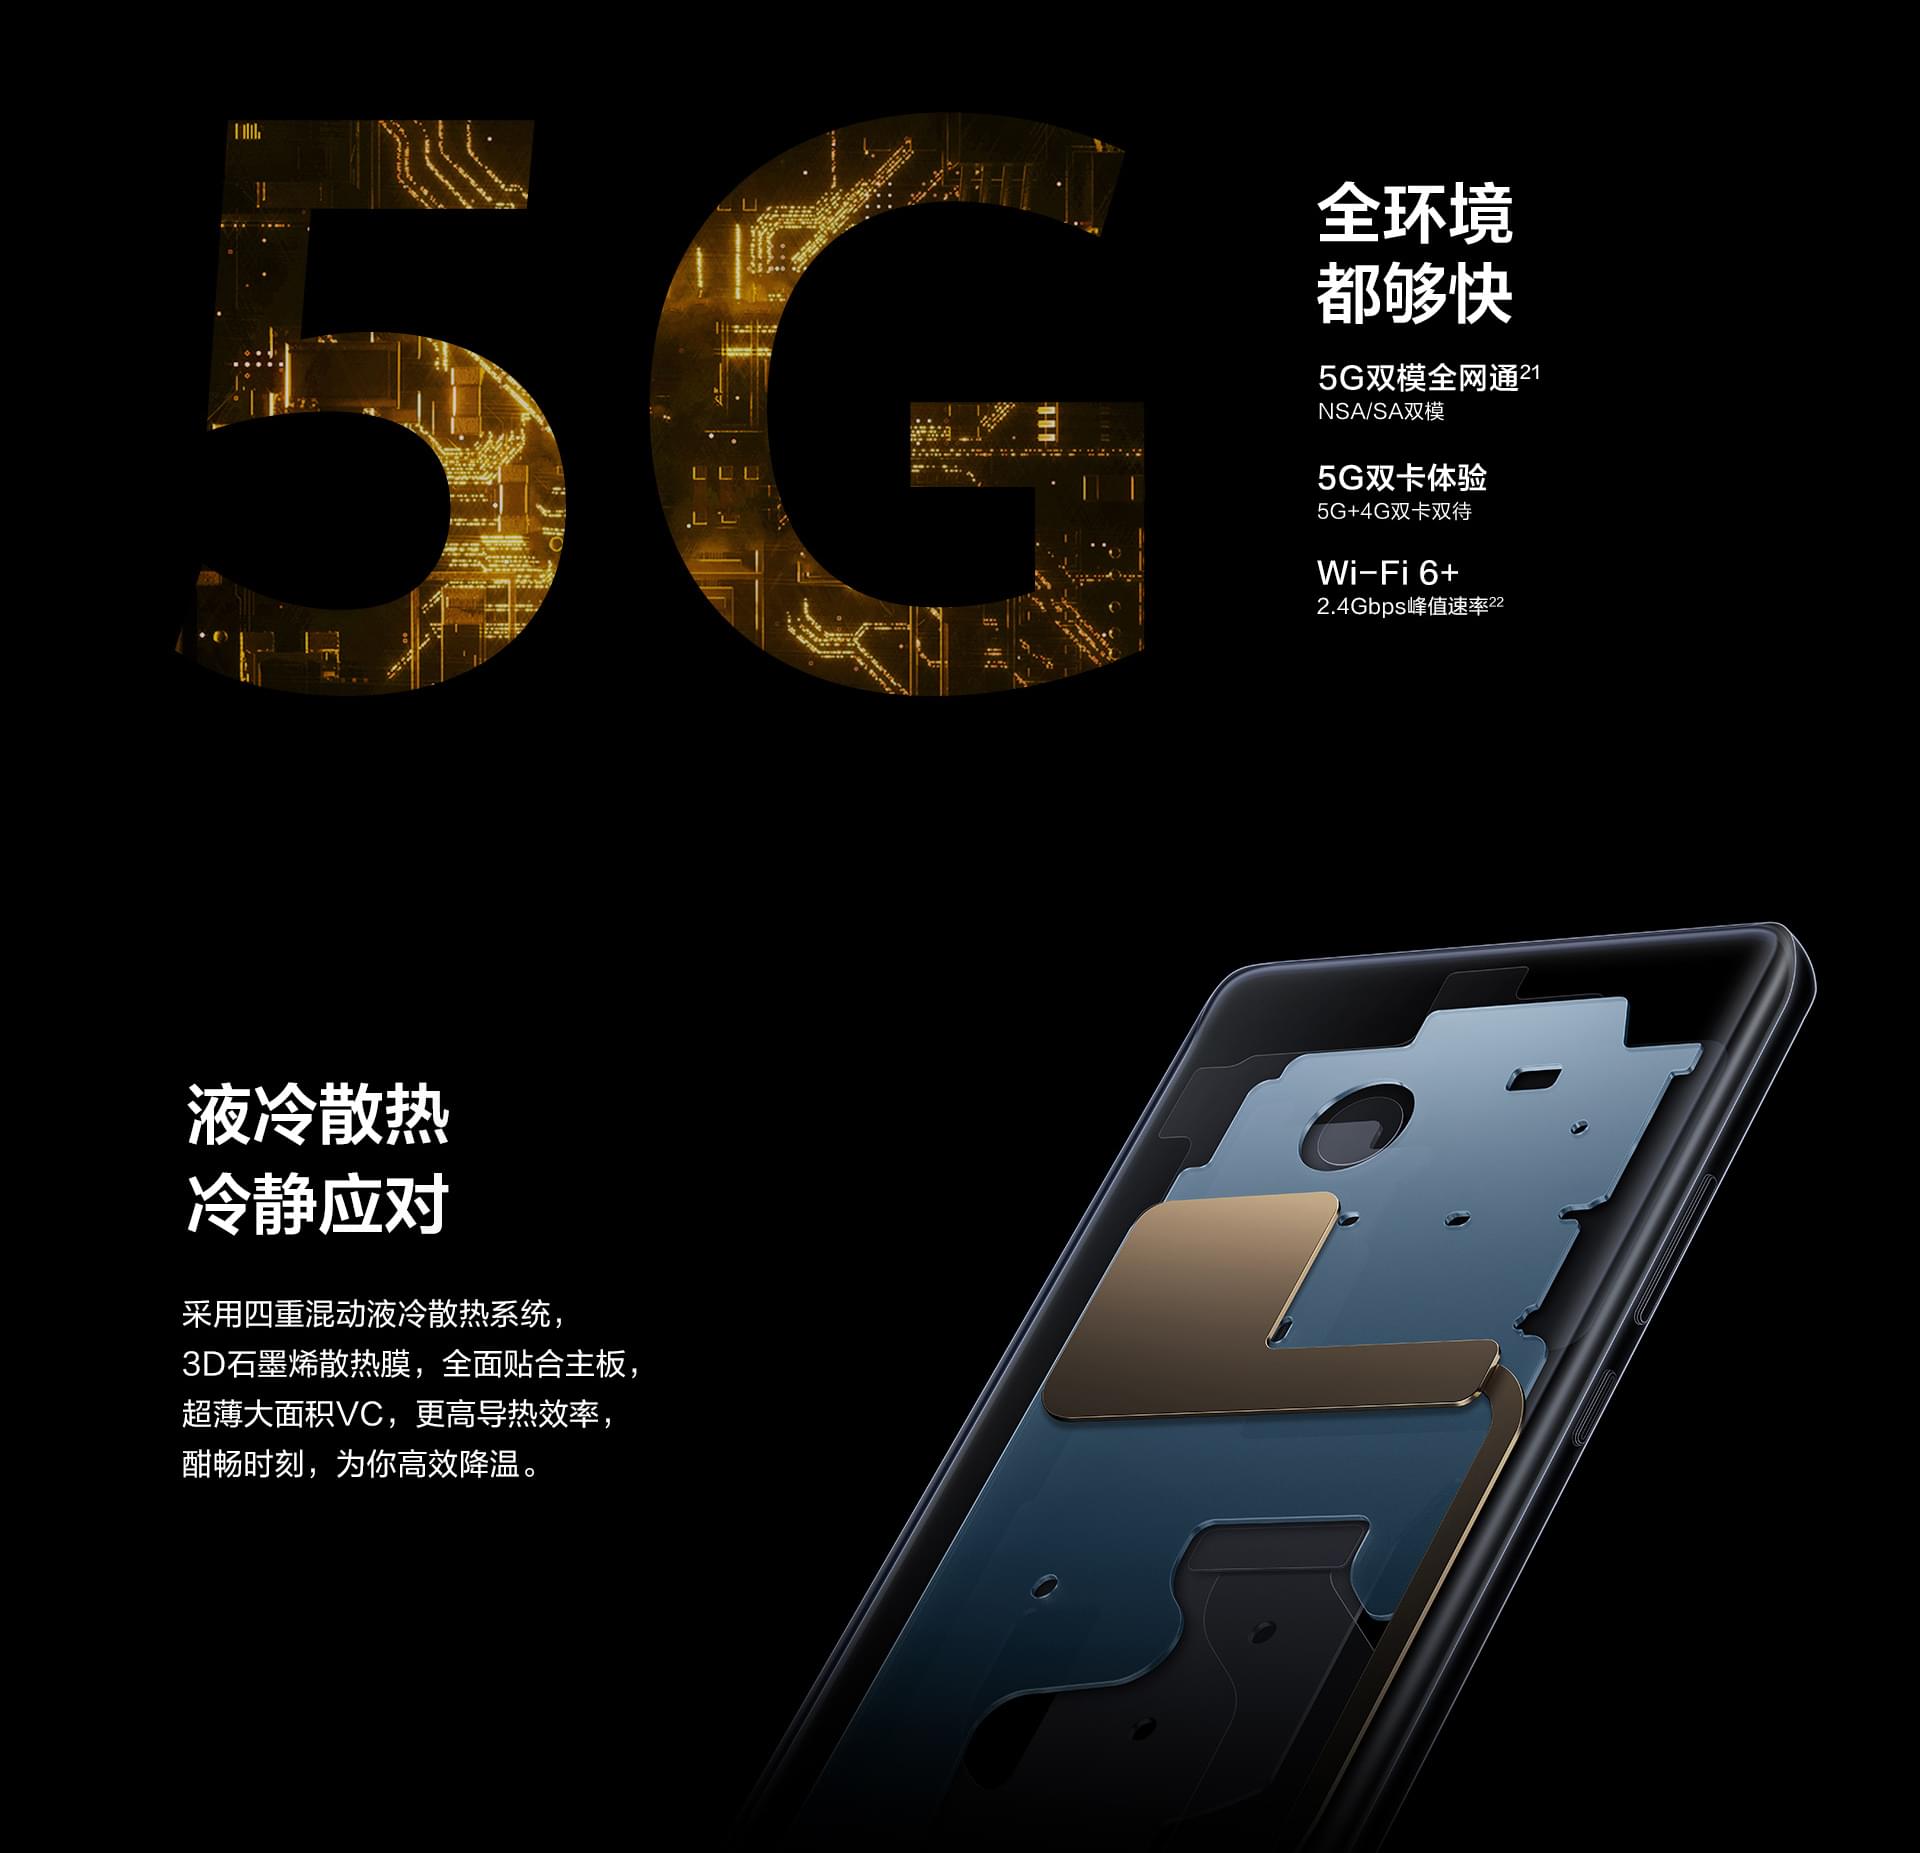 5G
全环境
都够快
5G双模全网通21
NSA/SA双模
5G双卡体验
5G+4G双卡双待
Wi-Fi 6+
2.4Gbps峰值速率22
液冷散热
冷静应对
采用四重混动液冷散热系统，
3D石墨烯散热膜，全面贴合主板，
超薄大面积VC，更高导热效率，
酣畅时刻，为你高效降温。